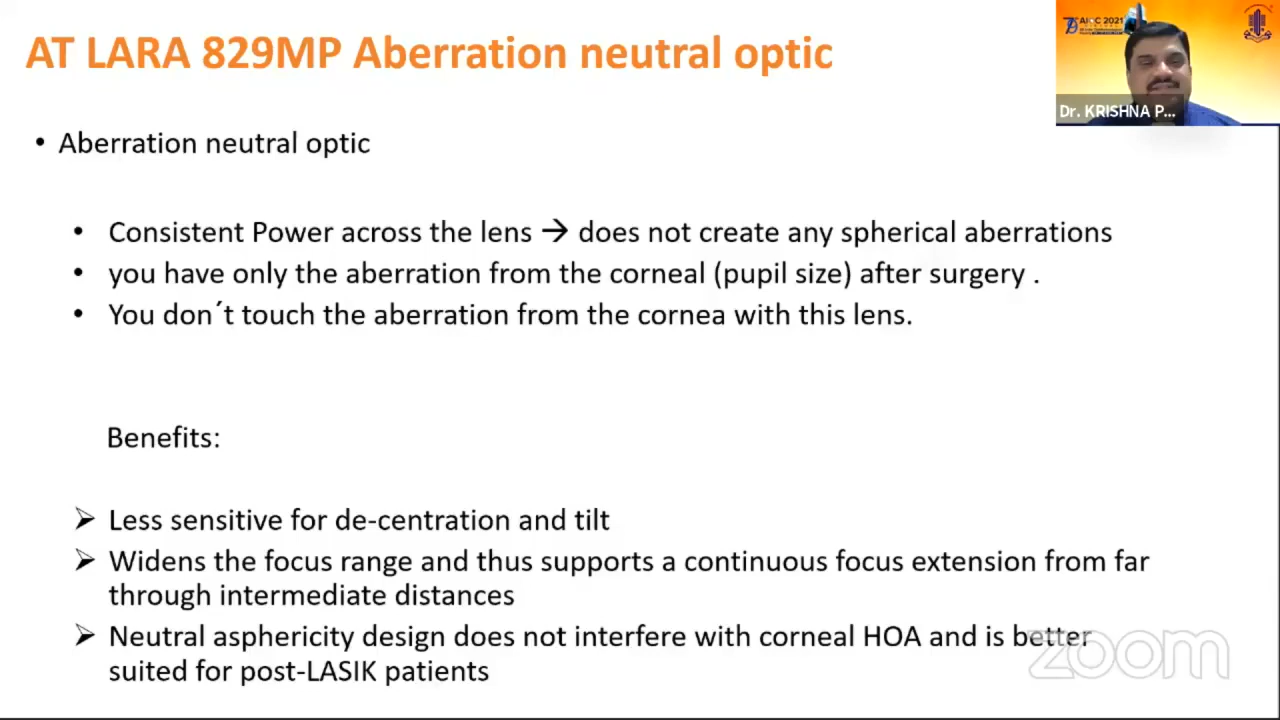 AT LARA 829MP Aberration neutral optic
AIOC 2021
Dr. KRISHNA P...
• Aberration neutral optic
• Consistent Power across the lens → does not create any spherical aberrations
• you have only the aberration from the corneal (pupil size) after surgery .
• You don´t touch the aberration from the cornea with this lens.
Benefits:
➢ Less sensitive for de-centration and tilt
➢ Widens the focus range and thus supports a continuous focus extension from far
through intermediate distances
➢ Neutral asphericity design does not interfere with corneal HOA and is better
suited for post-LASIK patients
zoom